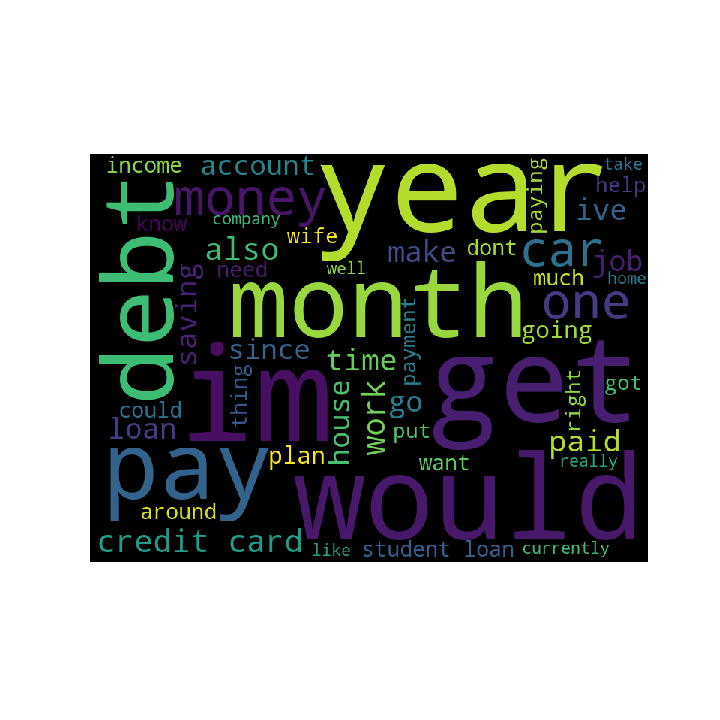 income
account
year
take
debt
money
paying
help
know
company
ive
also
wife
make
dont
car
job
saving
need
well
month
much
home
one
since
time
payment
going
im
get
thing
house
work
go
right
got
could
loan
put
paid
pay
plan
want
really
would
around
credit card
like
student loan
currently